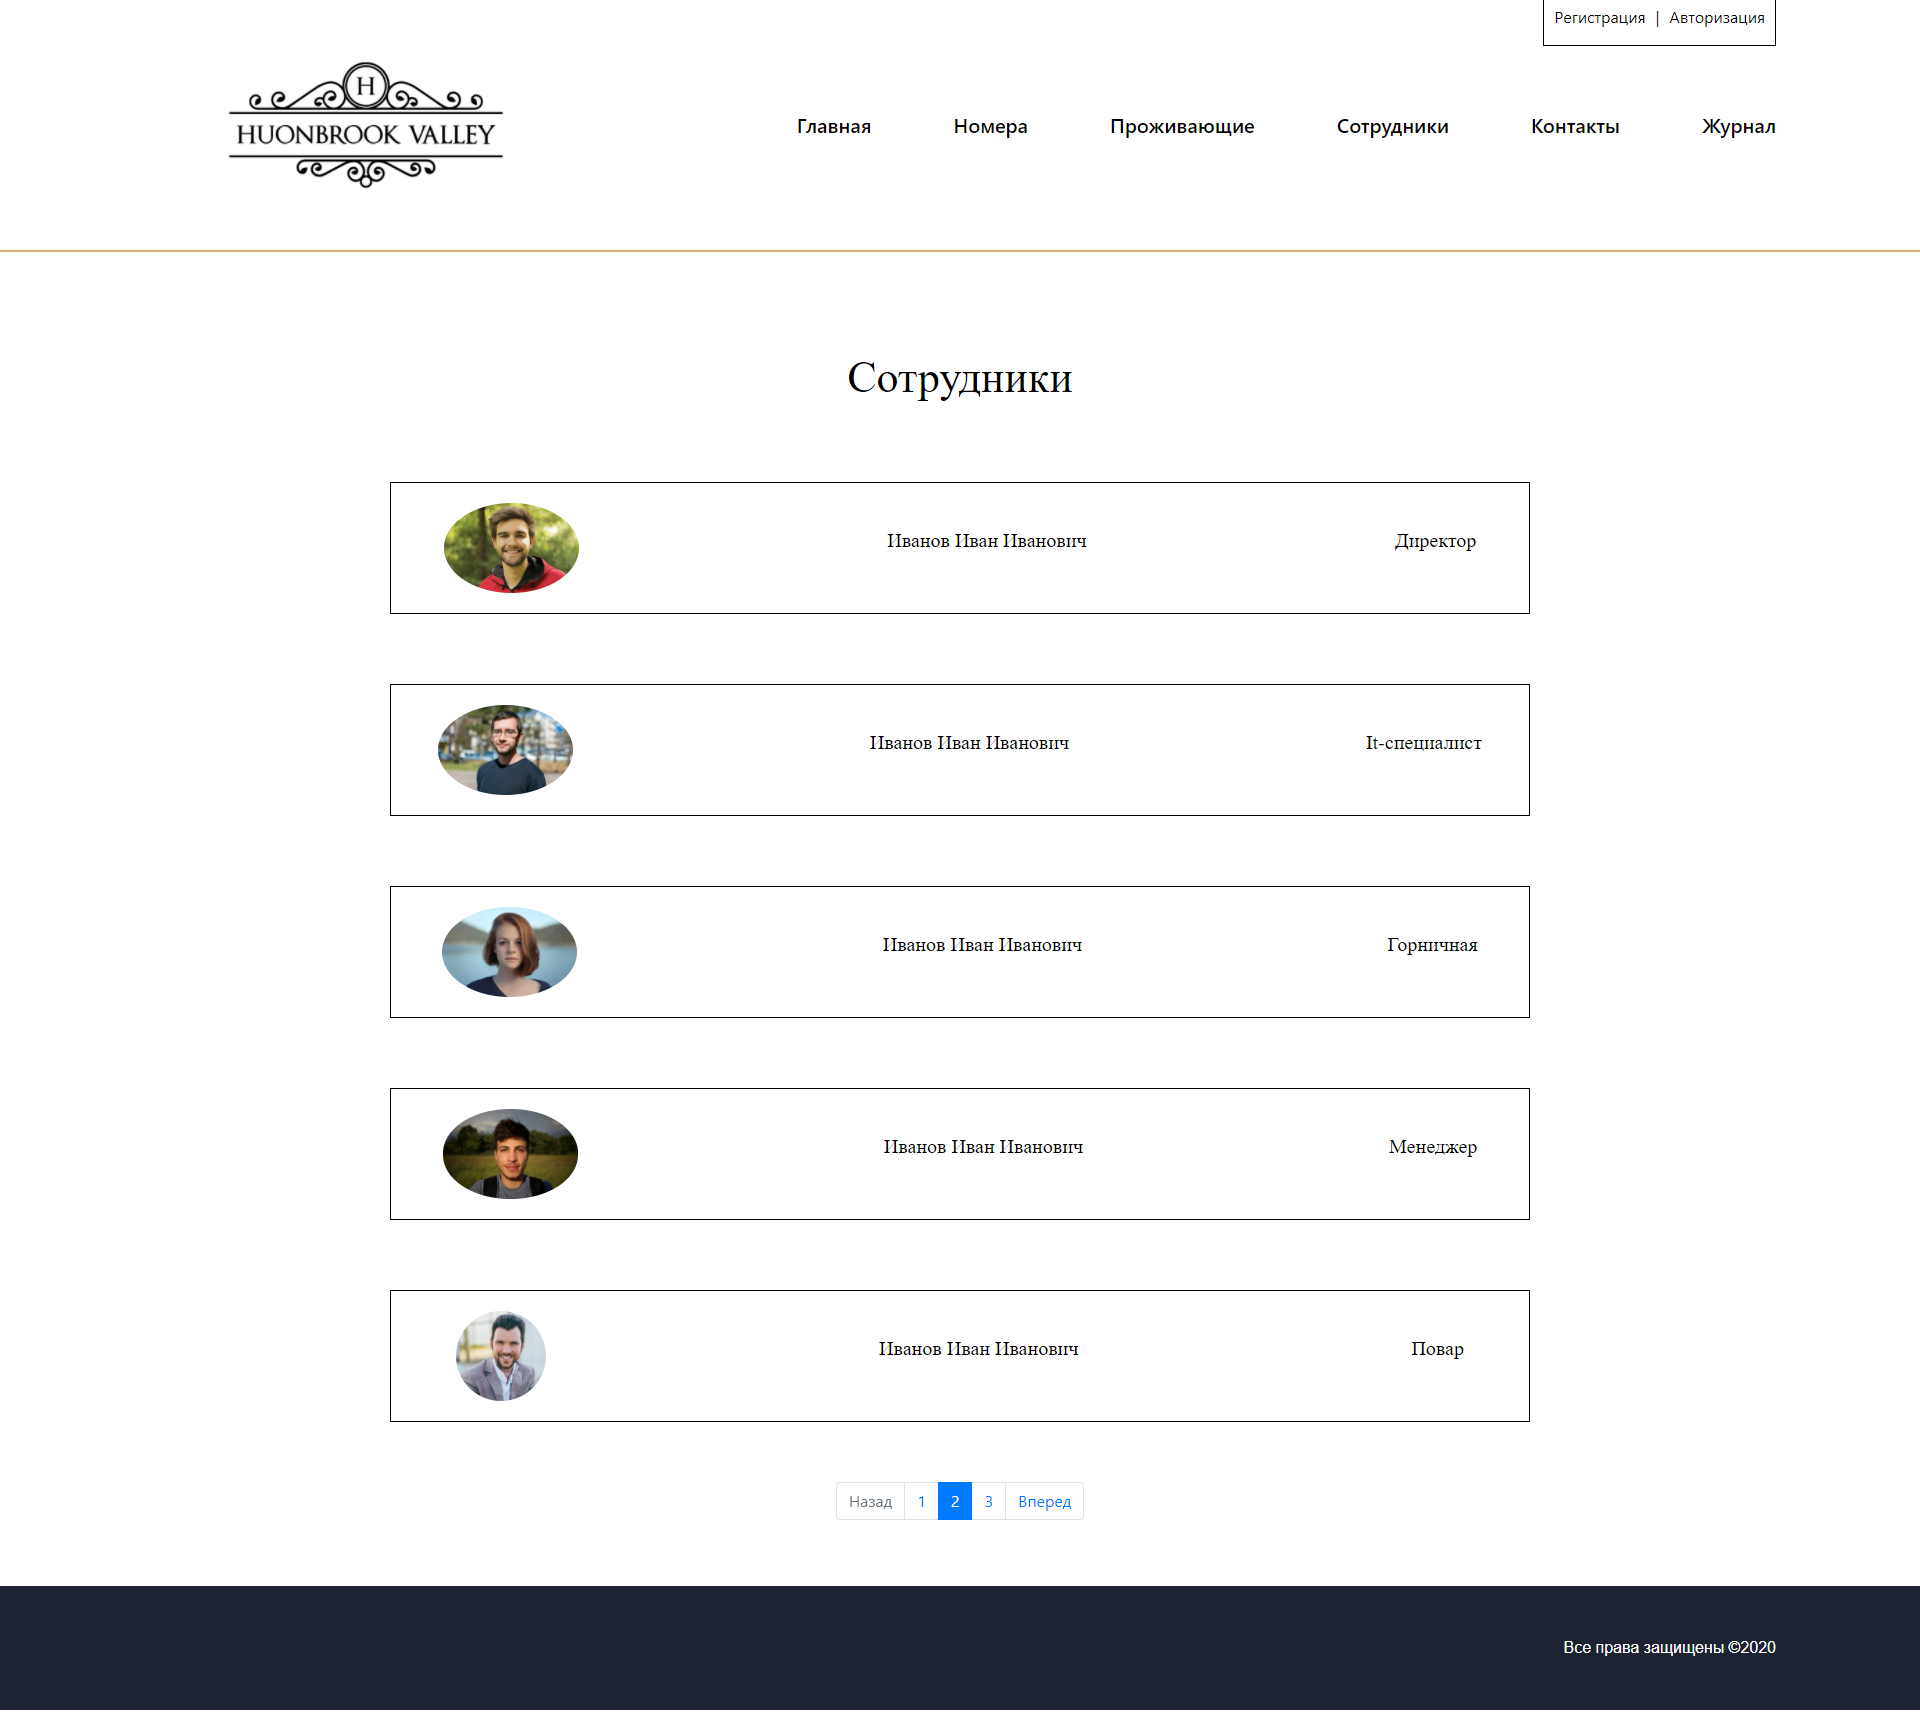 Регистрация | Авторизация
H
HUONBROOK VALLEY
Главная Номера Проживающие Сотрудники Контакты Журнал
Сотрудники
Иванов Иван Иванович Директор
Иванов Иван Иванович It-специалист
Иванов Иван Иванович Горничная
Иванов Иван Иванович Менеджер
Иванов Иван Иванович Повар
Назад 1 2 3 Вперед
Все права защищены ©2020